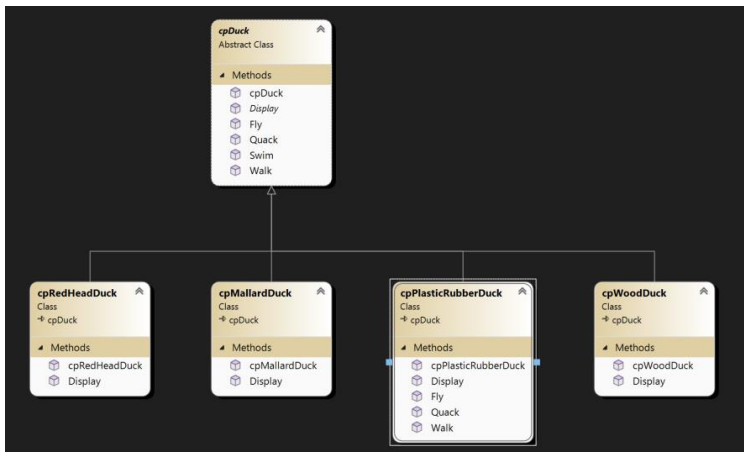 cpDuck
Abstract Class
Methods
cpDuck
Display
Fly
Quack
Swim
Walk
cpRedHeadDuck
Class
cpDuck
Methods
cpRedHeadDuck
Display
cpMallardDuck
Class
cpDuck
Methods
cpMallardDuck
Display
cpPlasticRubberDuck
Class
cpDuck
Methods
cpPlasticRubberDuck
Display
Fly
Quack
Walk
cpWoodDuck
Class
cpDuck
Methods
cpWoodDuck
Display